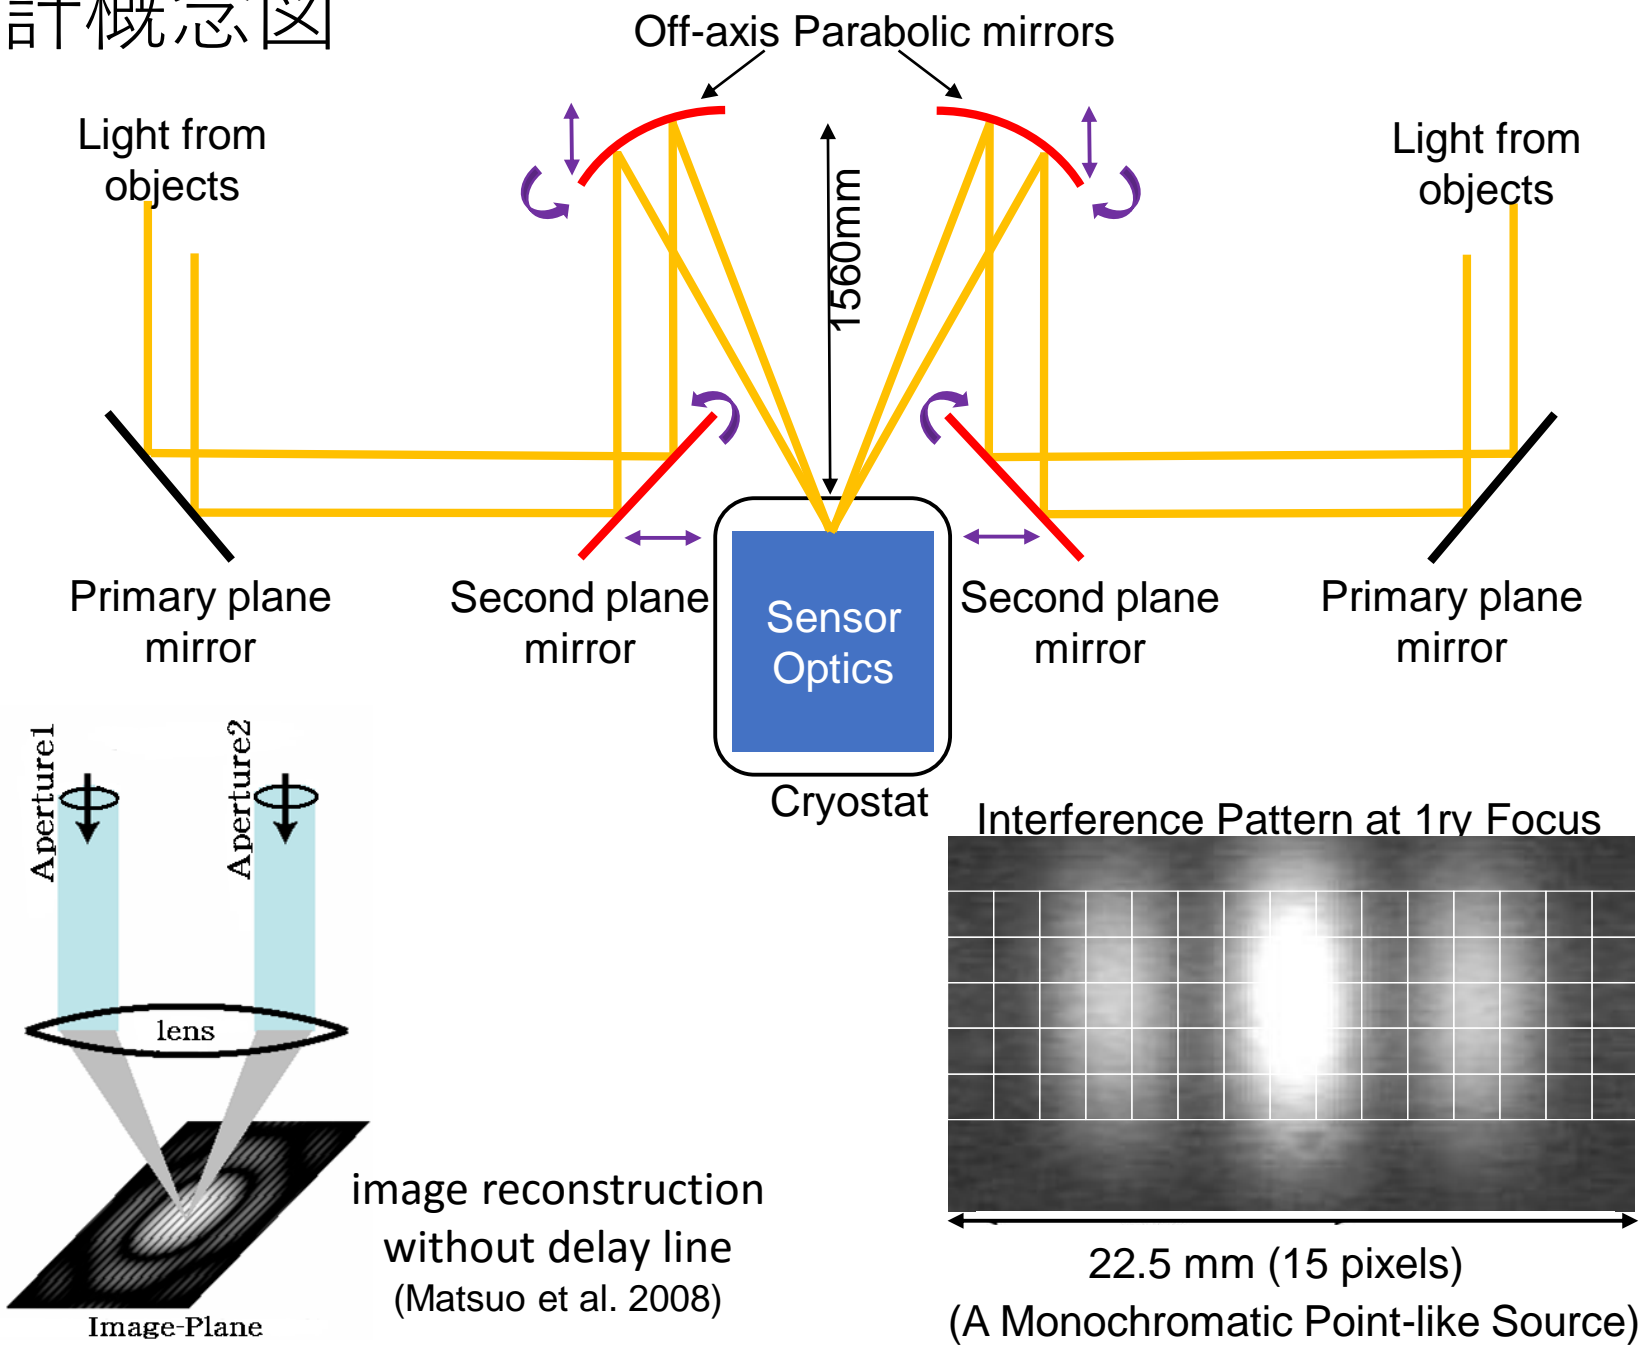 計概念図
Off-axis Parabolic mirrors
Light from
objects
Light from
objects
1560mm
Primary plane
mirror
Second plane
mirror
Sensor
Optics
Second plane
mirror
Primary plane
mirror
Cryostat
Aperture1
Aperture2
lens
Image-Plane
image reconstruction
without delay line
(Matsuo et al. 2008)
Interference Pattern at 1ry Focus
22.5 mm (15 pixels)
(A Monochromatic Point-like Source)